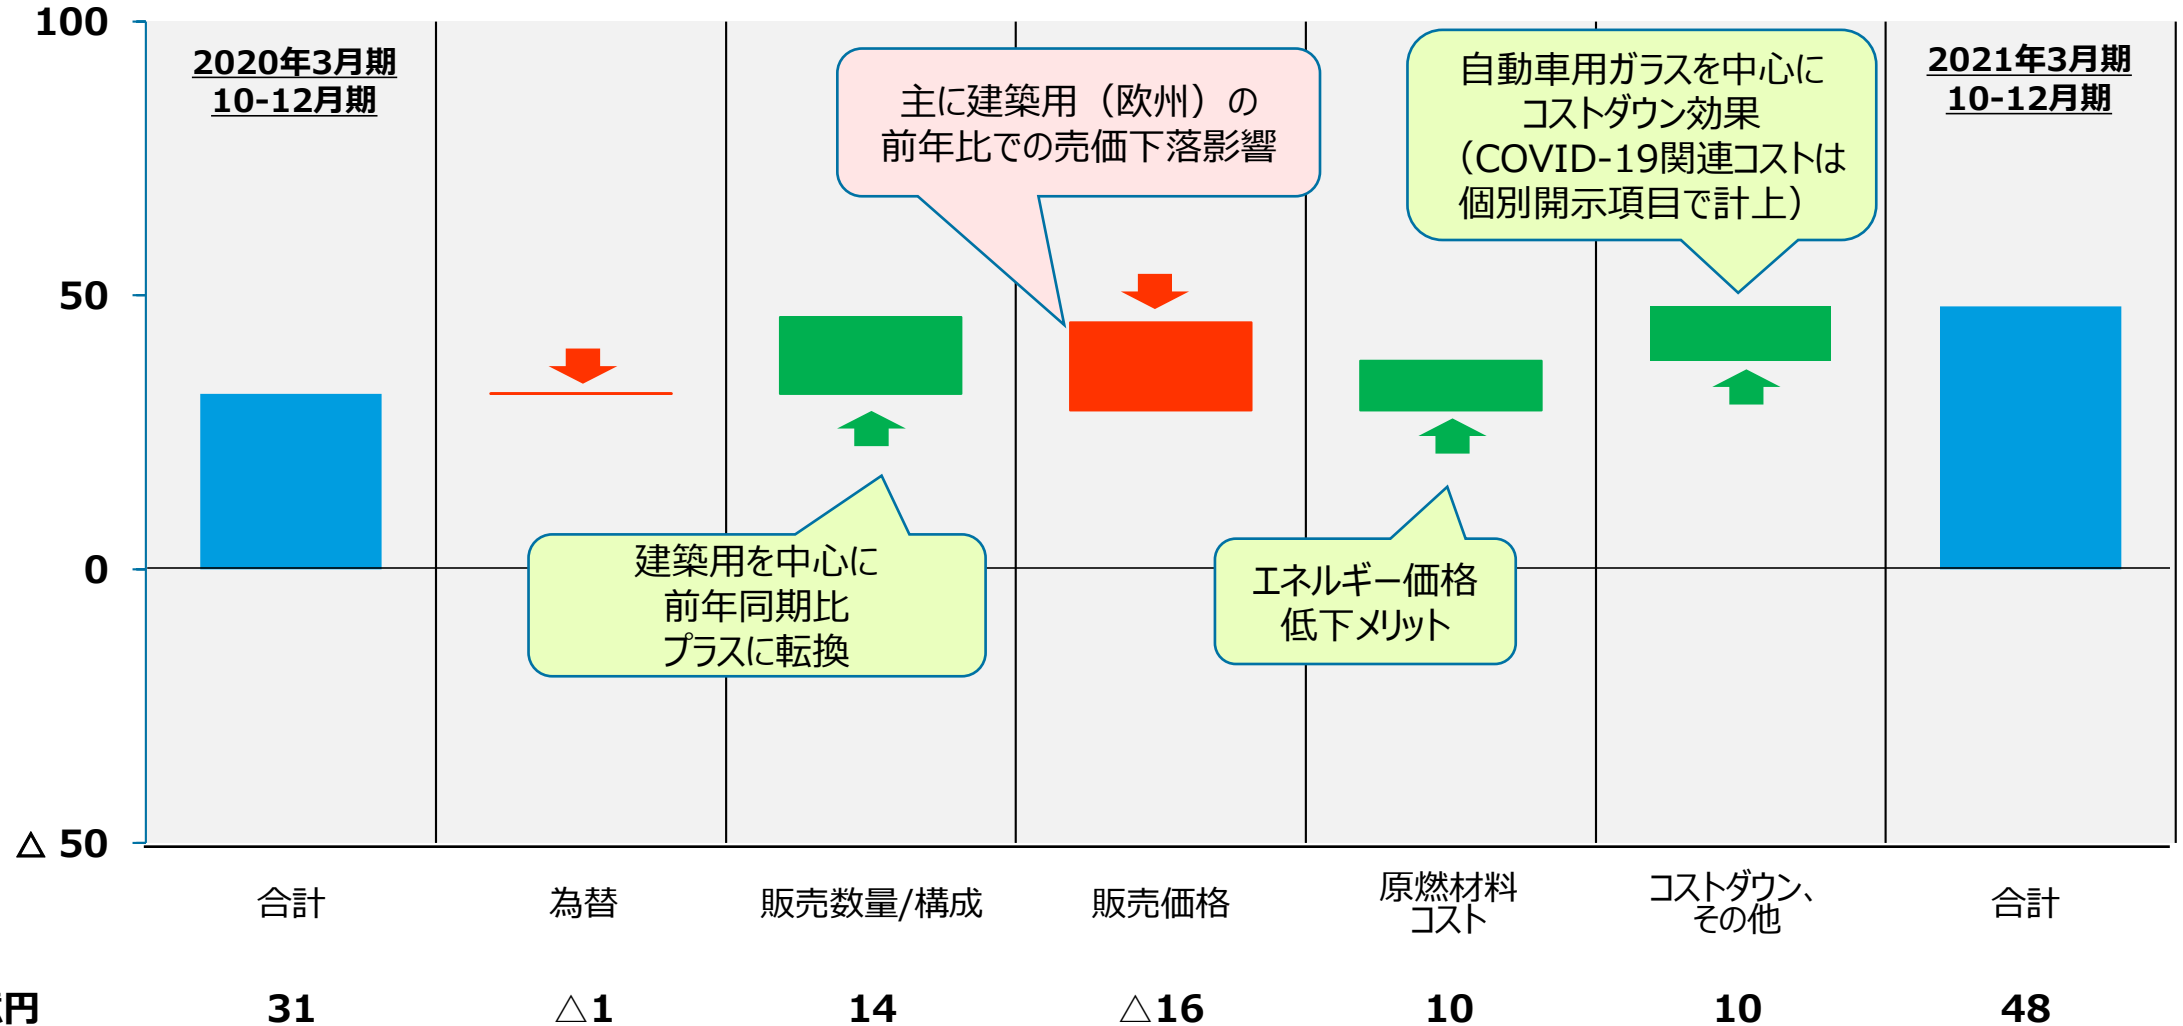 100
50
0
△ 50
2020年3月期
10-12月期
主に建築用（欧州）の
前年比での売価下落影響
自動車用ガラスを中心に
コストダウン効果
（COVID-19関連コストは
個別開示項目で計上）
2021年3月期
10-12月期
建築用を中心に
前年同期比
プラスに転換
エネルギー価格
低下メリット
合計
為替
販売数量/構成
販売価格
原燃材料
コスト
コストダウン、
その他
合計
円
31
△1
14
△16
10
10
48